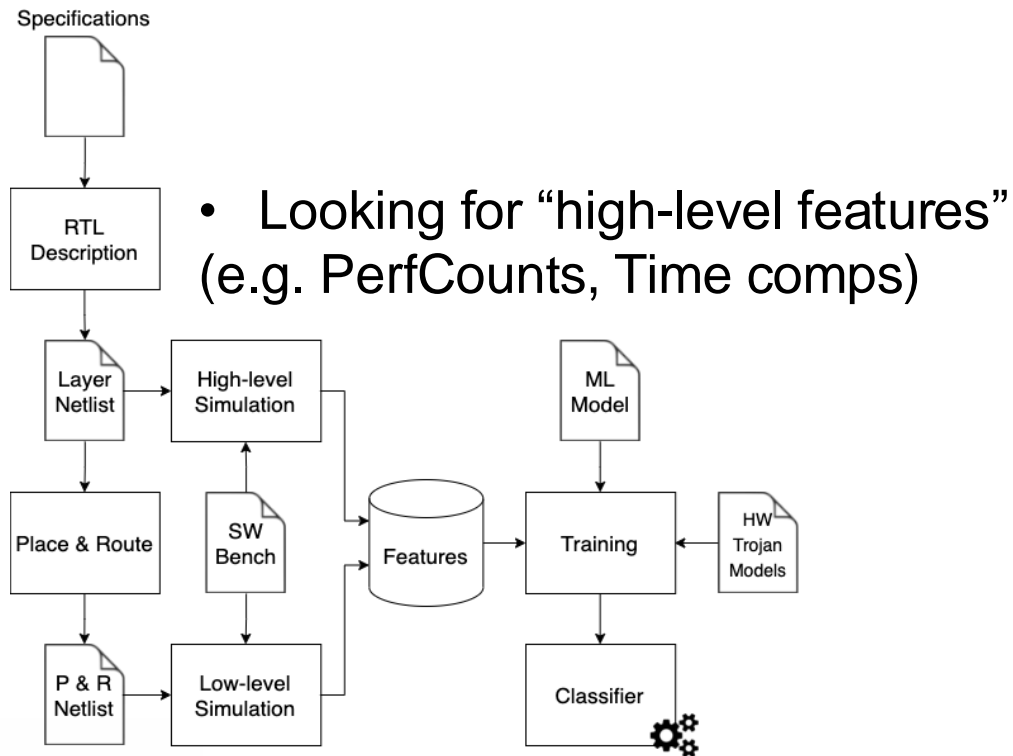 Specifications
RTL
Description
• Looking for “high-level features”
(e.g. PerfCounts, Time comps)
Layer
Netlist
High-level
Simulation
ML
Model
Place & Route
SW
Bench
Features
Training
HW
Trojan
Models
P & R
Netlist
Low-level
Simulation
Classifier